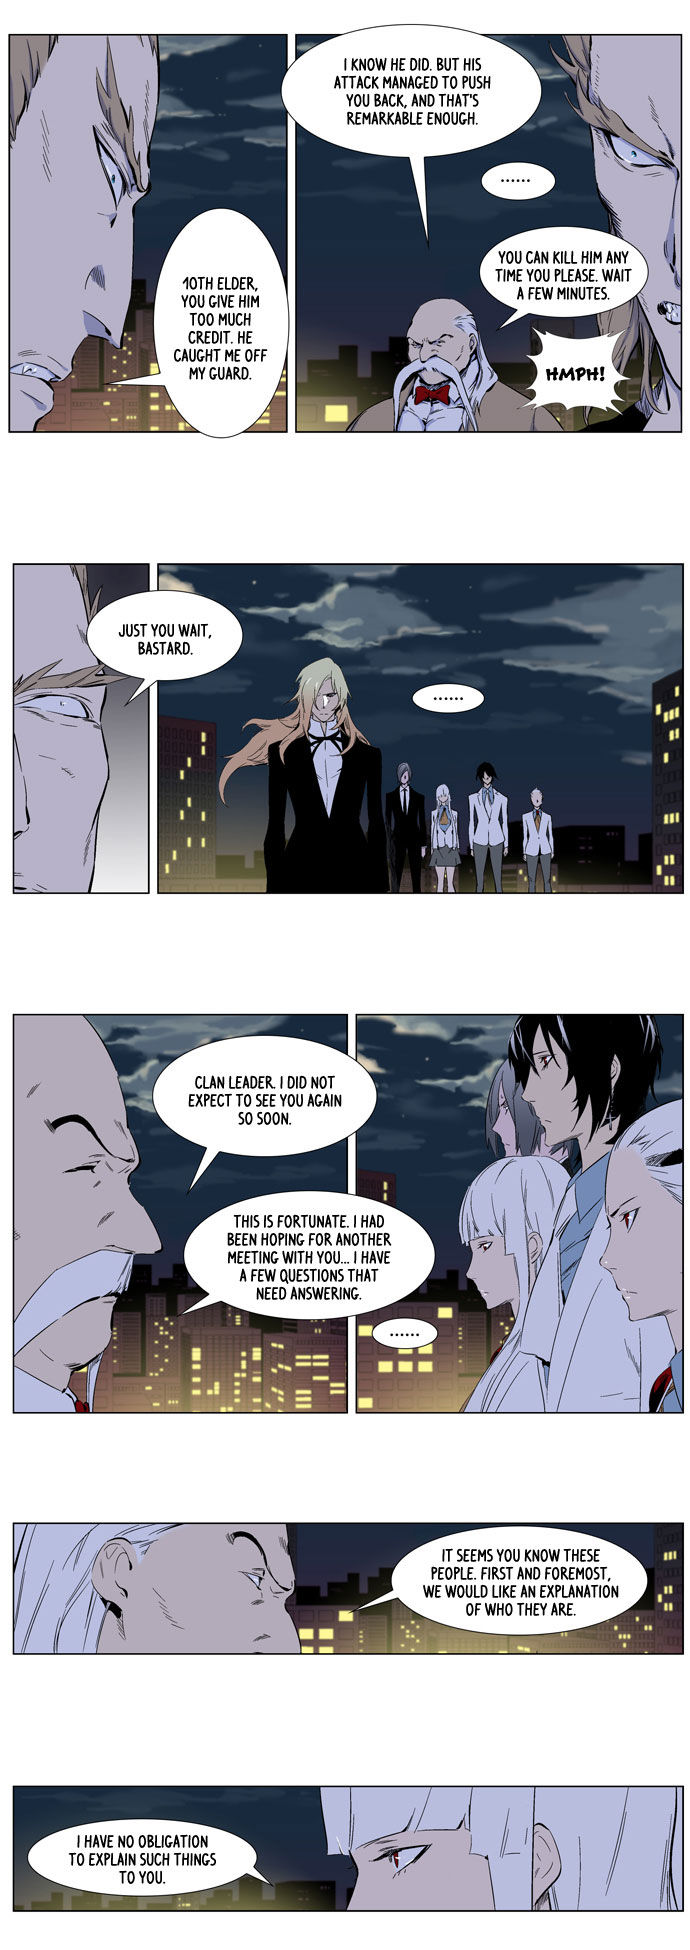 10TH ELDER,
YOU GIVE HIM
TOO MUCH
CREDIT. HE
CAUGHT ME OFF
MY GUARD.
I KNOW HE DID. BUT HIS
ATTACK MANAGED TO PUSH
YOU BACK, AND THAT'S
REMARKABLE ENOUGH.
......
YOU CAN KILL HIM ANY
TIME YOU PLEASE. WAIT
A FEW MINUTES.
HMPH!
JUST YOU WAIT,
BASTARD.
......
CLAN LEADER. I DID NOT
EXPECT TO SEE YOU AGAIN
SO SOON.
THIS IS FORTUNATE. I HAD
BEEN HOPING FOR ANOTHER
MEETING WITH YOU... I HAVE
A FEW QUESTIONS THAT
NEED ANSWERING.
......
IT SEEMS YOU KNOW THESE
PEOPLE. FIRST AND FOREMOST,
WE WOULD LIKE AN EXPLANATION
OF WHO THEY ARE.
I HAVE NO OBLIGATION
TO EXPLAIN SUCH THINGS
TO YOU.